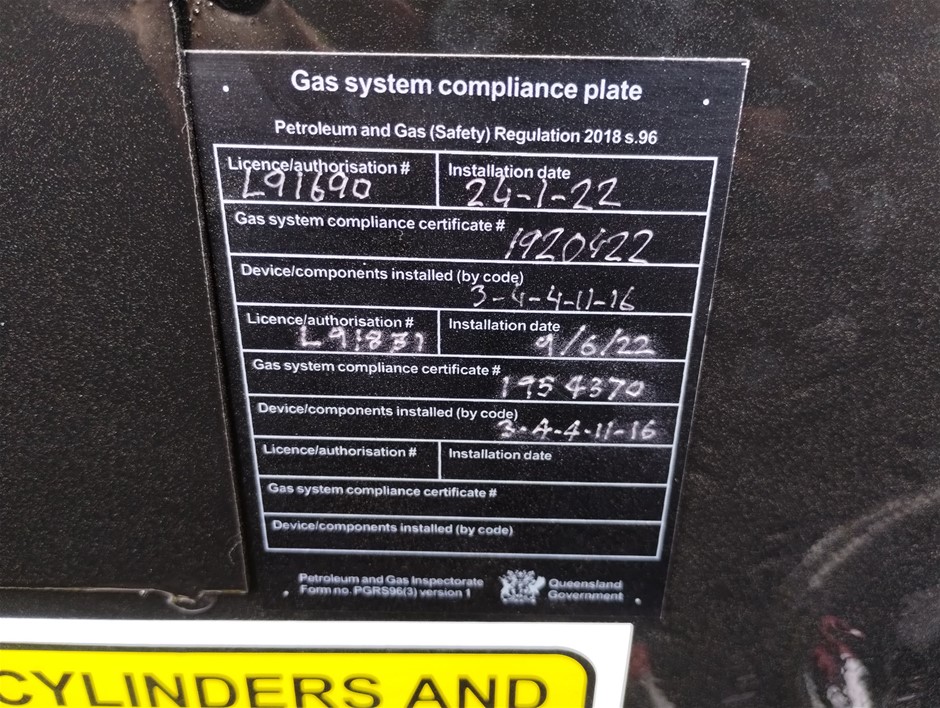 Gas system compliance plate
Petroleum and Gas (Safety) Regulation 2018 s.96
Licence/authorisation # Installation date
L91690 24-1-22
Gas system compliance certificate #
1920422
Device/components installed (by code)
3-4-4-11-16
Licence/authorisation # Installation date
L91831 9/6/22
Gas system compliance certificate #
1954370
Device/components installed (by code)
3-4-4-11-16
Licence/authorisation # Installation date
Gas system compliance certificate #
Device/components installed (by code)
Petroleum and Gas Inspectorate Queensland
Form no. PGRS96(3) version 1 Government
CYLINDERS AND